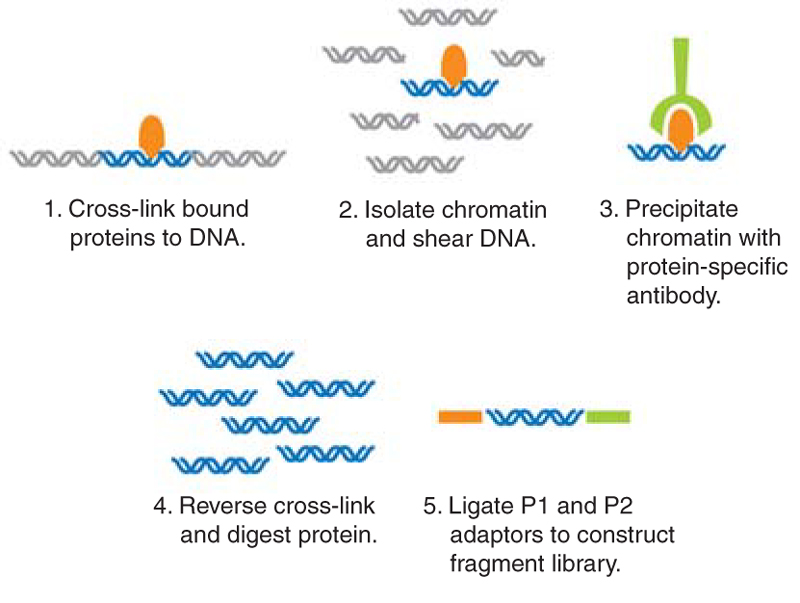 1. Cross-link bound
proteins to DNA.
2. Isolate chromatin
and shear DNA.
3. Precipitate
chromatin with
protein-specific
antibody.
4. Reverse cross-link
and digest protein.
5. Ligate P1 and P2
adaptors to construct
fragment library.